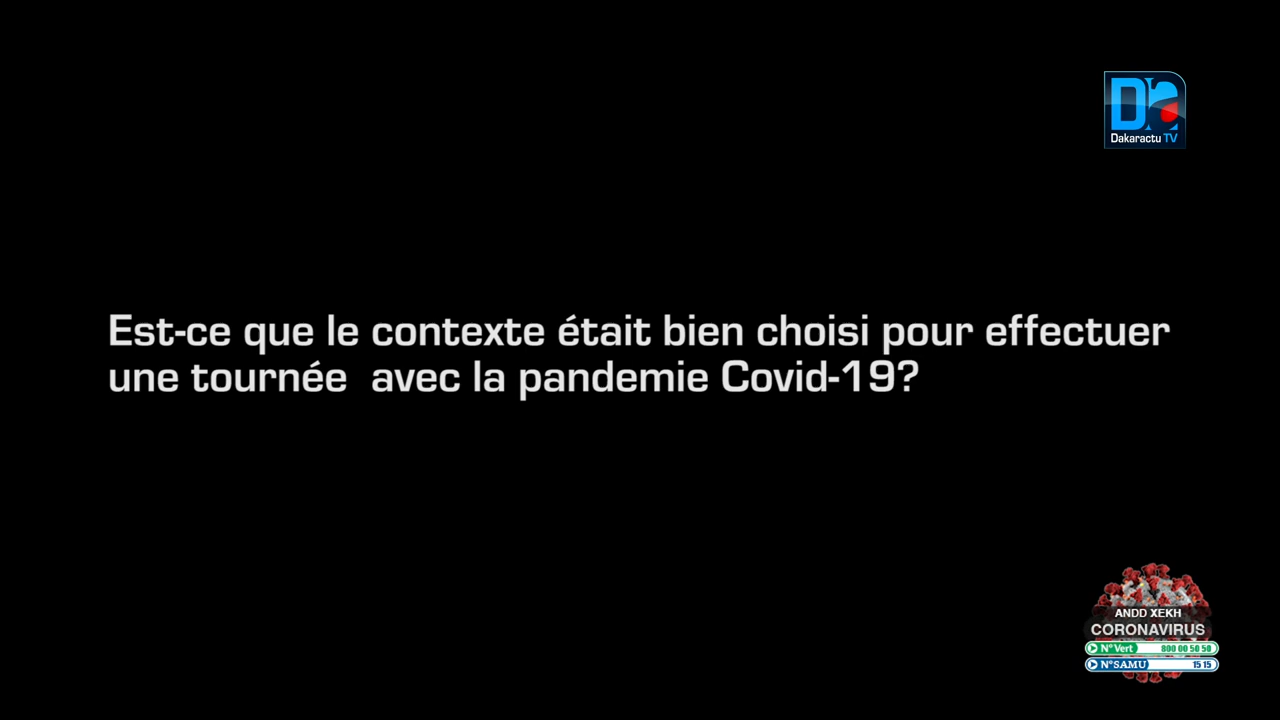 Dakaractu TV
Est-ce que le contexte était bien choisi pour effectuer
une tournée  avec la pandemie Covid-19?
ANDD XEKH
CORONAVIRUS
N°Vert 800 00 50 50
N°SAMU 15 15